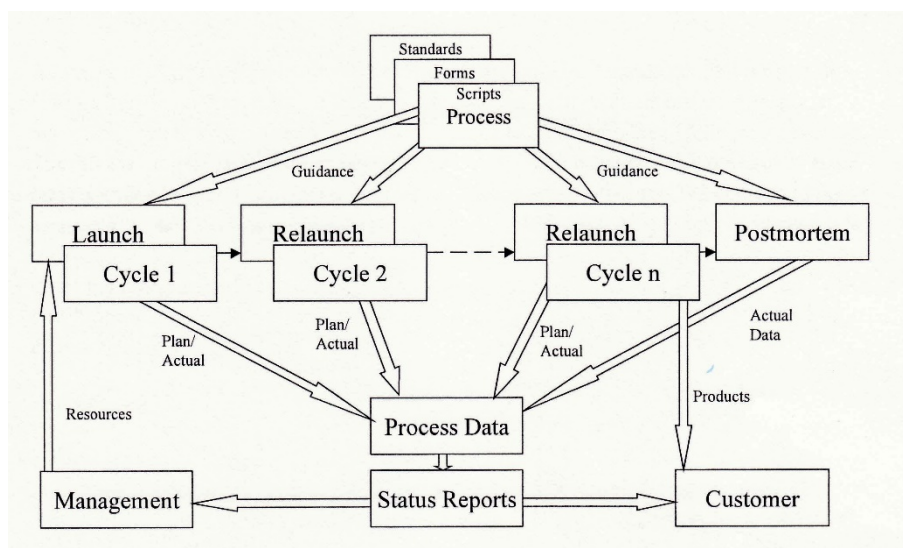 Standards
Forms
Scripts
Process
Guidance
Guidance
Launch
Cycle 1
Relaunch
Cycle 2
Relaunch
Cycle n
Postmortem
Plan/
Actual
Plan/
Actual
Plan/
Actual
Actual
Data
Resources
Products
Process Data
Management
Status Reports
Customer